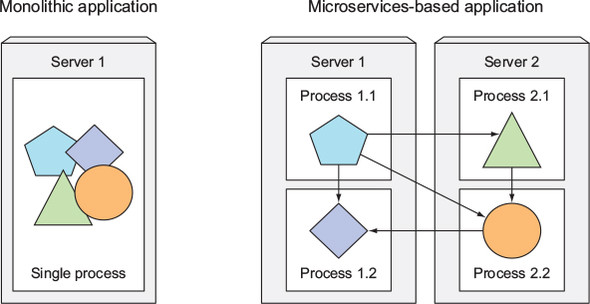 Monolithic application
Server 1
Single process
Microservices-based application
Server 1
Process 1.1
Process 1.2
Server 2
Process 2.1
Process 2.2